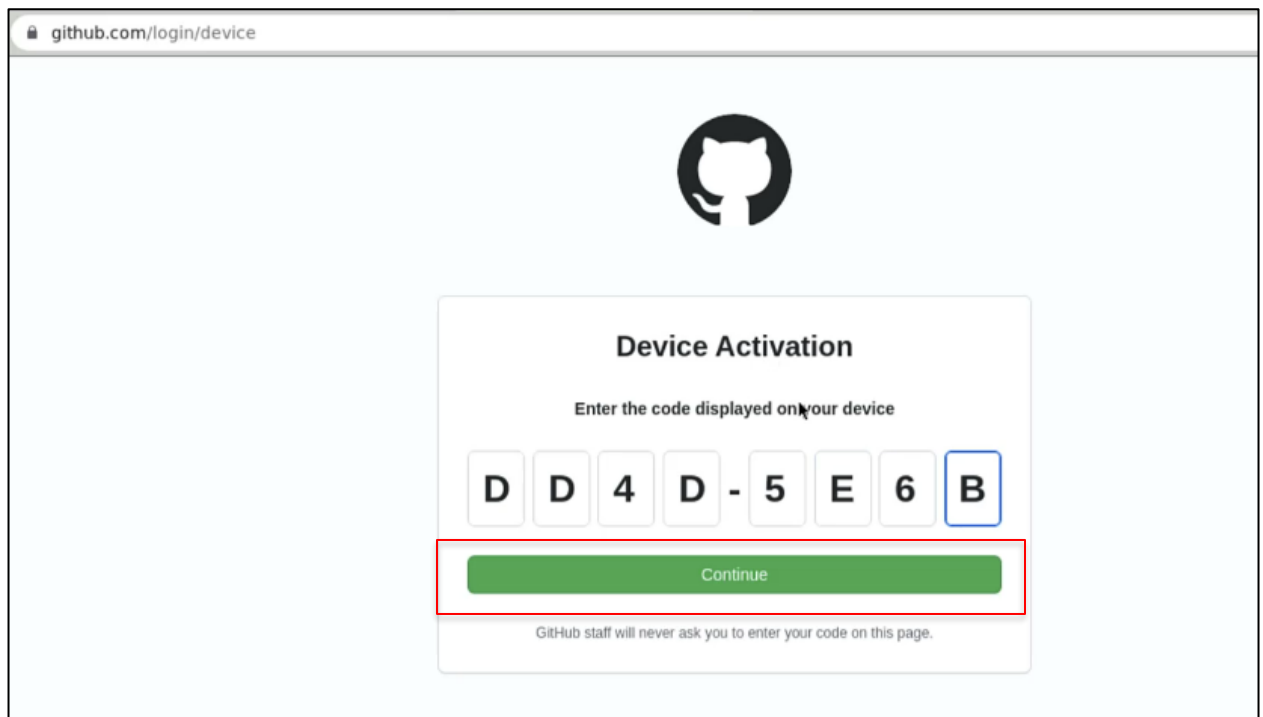 github.com/login/device
Device Activation
Enter the code displayed on your device
D D 4 D - 5 E 6 B
Continue
GitHub staff will never ask you to enter your code on this page.